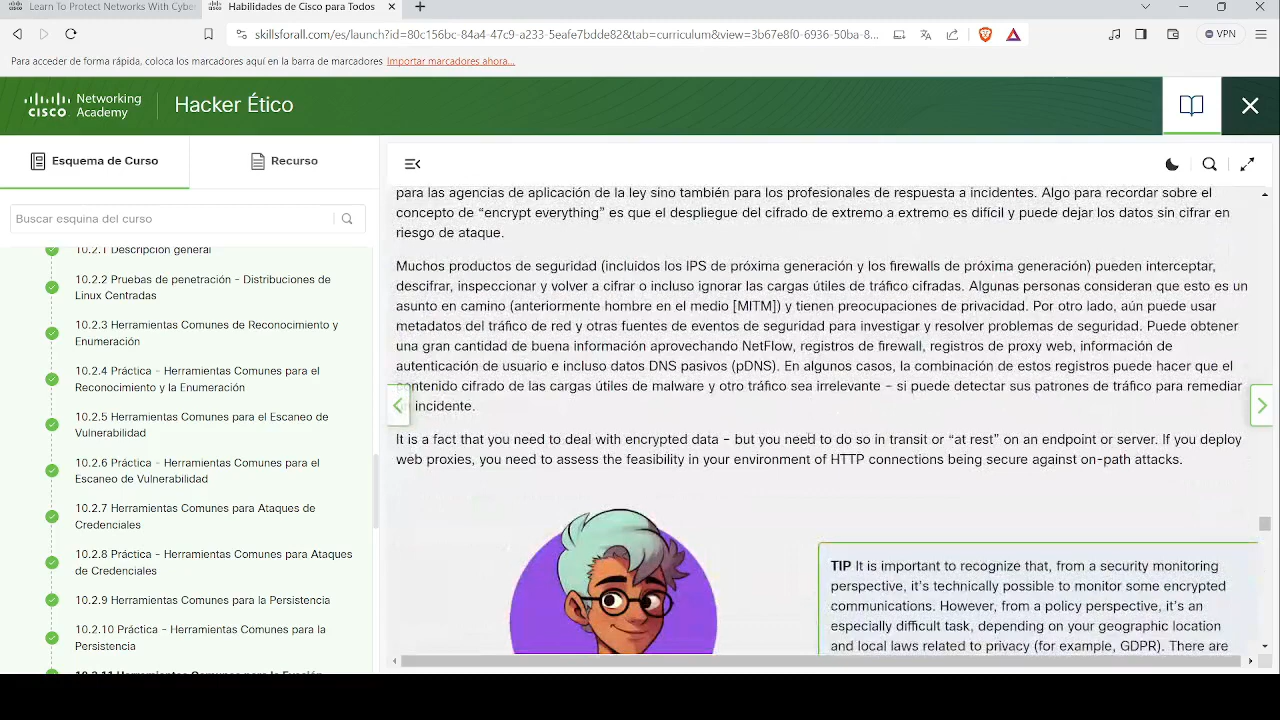 Learn To Protect Networks With Cyber
Habilidades de Cisco para Todos
skillsforall.com/es/launch?id=80c156bc-84a4-47c9-a233-5eafe7bdde82&tab=curriculum&view=3b67e8f0-6936-50ba-8...
VPN
Para acceder de forma rápida, coloca los marcadores aquí en la barra de marcadores Importar marcadores ahora...
Networking
CISCO Academy
Hacker Ético
Esquema de Curso
Recurso
Buscar esquina del curso
10.2.1 Descripción general
10.2.2 Pruebas de penetración - Distribuciones de
Linux Centradas
10.2.3 Herramientas Comunes de Reconocimiento y
Enumeración
10.2.4 Práctica - Herramientas Comunes para el
Reconocimiento y la Enumeración
10.2.5 Herramientas Comunes para el Escaneo de
Vulnerabilidad
10.2.6 Práctica - Herramientas Comunes para el
Escaneo de Vulnerabilidad
10.2.7 Herramientas Comunes para Ataques de
Credenciales
10.2.8 Práctica - Herramientas Comunes para Ataques
de Credenciales
10.2.9 Herramientas Comunes para la Persistencia
10.2.10 Práctica - Herramientas Comunes para la
Persistencia
10.2.11 Herramientas Comunes para la Evasión
para las agencias de aplicación de la ley sino también para los profesionales de respuesta a incidentes. Algo para recordar sobre el
concepto de “encrypt everything” es que el despliegue del cifrado de extremo a extremo es difícil y puede dejar los datos sin cifrar en
riesgo de ataque.
Muchos productos de seguridad (incluidos los IPS de próxima generación y los firewalls de próxima generación) pueden interceptar,
descifrar, inspeccionar y volver a cifrar o incluso ignorar las cargas útiles de tráfico cifradas. Algunas personas consideran que esto es un
asunto en camino (anteriormente hombre en el medio [MITM]) y tienen preocupaciones de privacidad. Por otro lado, aún puede usar
metadatos del tráfico de red y otras fuentes de eventos de seguridad para investigar y resolver problemas de seguridad. Puede obtener
una gran cantidad de buena información aprovechando NetFlow, registros de firewall, registros de proxy web, información de
autenticación de usuario e incluso datos DNS pasivos (pDNS). En algunos casos, la combinación de estos registros puede hacer que el
contenido cifrado de las cargas útiles de malware y otro tráfico sea irrelevante - si puede detectar sus patrones de tráfico para remediar
incidente.
It is a fact that you need to deal with encrypted data - but you need to do so in transit or “at rest” on an endpoint or server. If you deploy
web proxies, you need to assess the feasibility in your environment of HTTP connections being secure against on-path attacks.
TIP It is important to recognize that, from a security monitoring
perspective, it’s technically possible to monitor some encrypted
communications. However, from a policy perspective, it’s an
especially difficult task, depending on your geographic location
and local laws related to privacy (for example, GDPR). There are